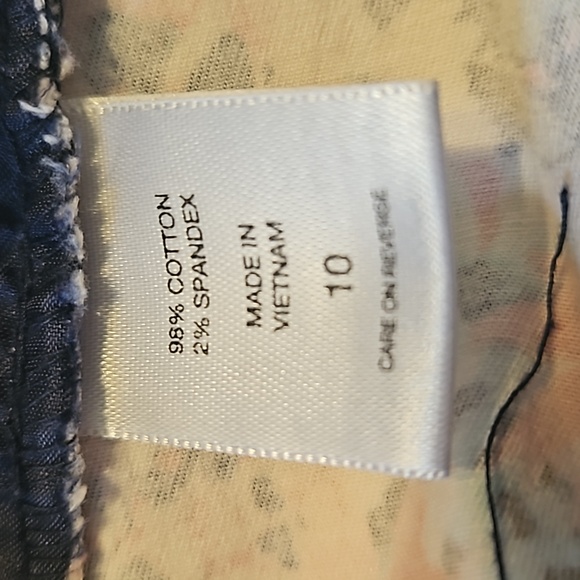 98% COTTON
2% SPANDEX
MADE IN
VIETNAM
10
CARE ON REVERSE